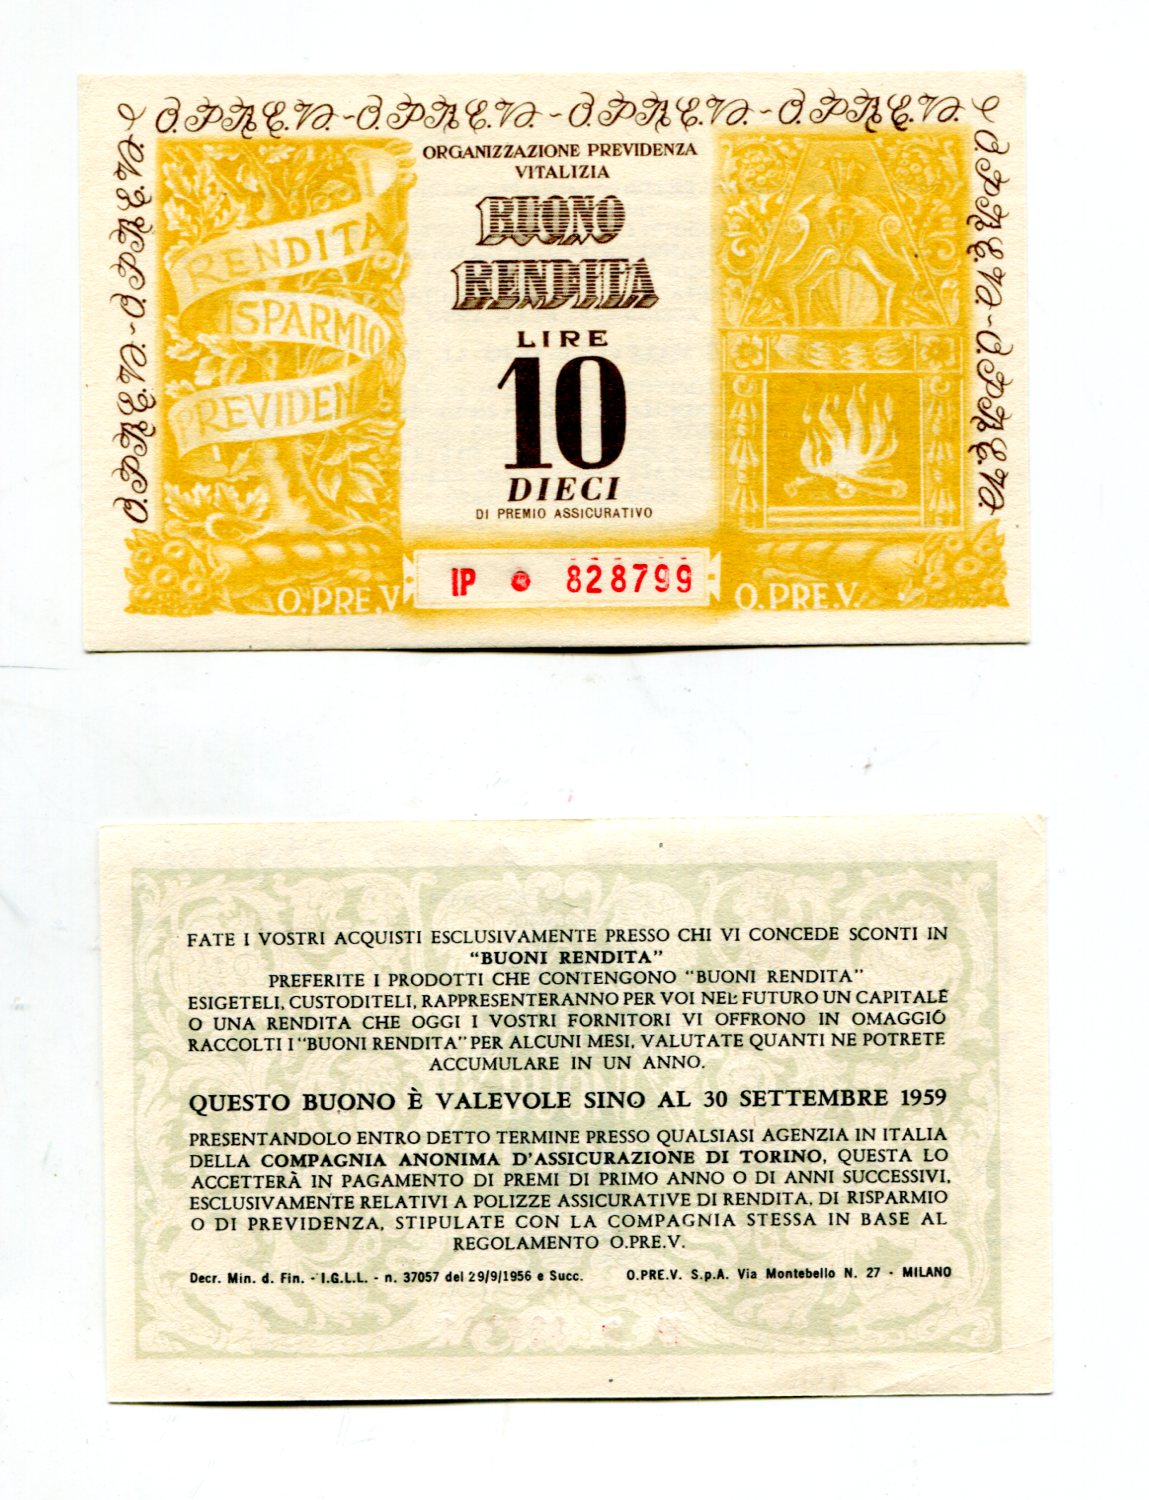 O.PRE.V. - O.PRE.V. - O.PRE.V. - O.PRE.V.
O.PRE.V. - O.PRE.V.
O.PRE.V. - O.PRE.V.
ORGANIZZAZIONE PREVIDENZA
VITALIZIA
BUONO
RENDITA
LIRE
10
DIECI
DI PREMIO ASSICURATIVO
RENDITA
RISPARMIO
PREVIDEN
O.PRE.V.
IP 828799
O.PRE.V.
FATE I VOSTRI ACQUISTI ESCLUSIVAMENTE PRESSO CHI VI CONCEDE SCONTI IN
"BUONI RENDITA"
PREFERITE I PRODOTTI CHE CONTENGONO "BUONI RENDITA"
ESIGETELI, CUSTODITELI, RAPPRESENTERANNO PER VOI NEL FUTURO UN CAPITALE
O UNA RENDITA CHE OGGI I VOSTRI FORNITORI VI OFFRONO IN OMAGGIO
RACCOLTI I "BUONI RENDITA" PER ALCUNI MESI, VALUTATE QUANTI NE POTRETE
ACCUMULARE IN UN ANNO.
QUESTO BUONO È VALEVOLE SINO AL 30 SETTEMBRE 1959
PRESENTANDOLO ENTRO DETTO TERMINE PRESSO QUALSIASI AGENZIA IN ITALIA
DELLA COMPAGNIA ANONIMA D'ASSICURAZIONE DI TORINO, QUESTA LO
ACCETTERÀ IN PAGAMENTO DI PREMI DI PRIMO ANNO O DI ANNI SUCCESSIVI,
ESCLUSIVAMENTE RELATIVI A POLIZZE ASSICURATIVE DI RENDITA, DI RISPARMIO
O DI PREVIDENZA, STIPULATE CON LA COMPAGNIA STESSA IN BASE AL
REGOLAMENTO O.PRE.V.
Decr. Min. d. Fin. - I.G.L.L. - n. 37057 del 29/9/1956 e Succ. O.PRE.V. S.p.A. Via Montebello N. 27 - MILANO